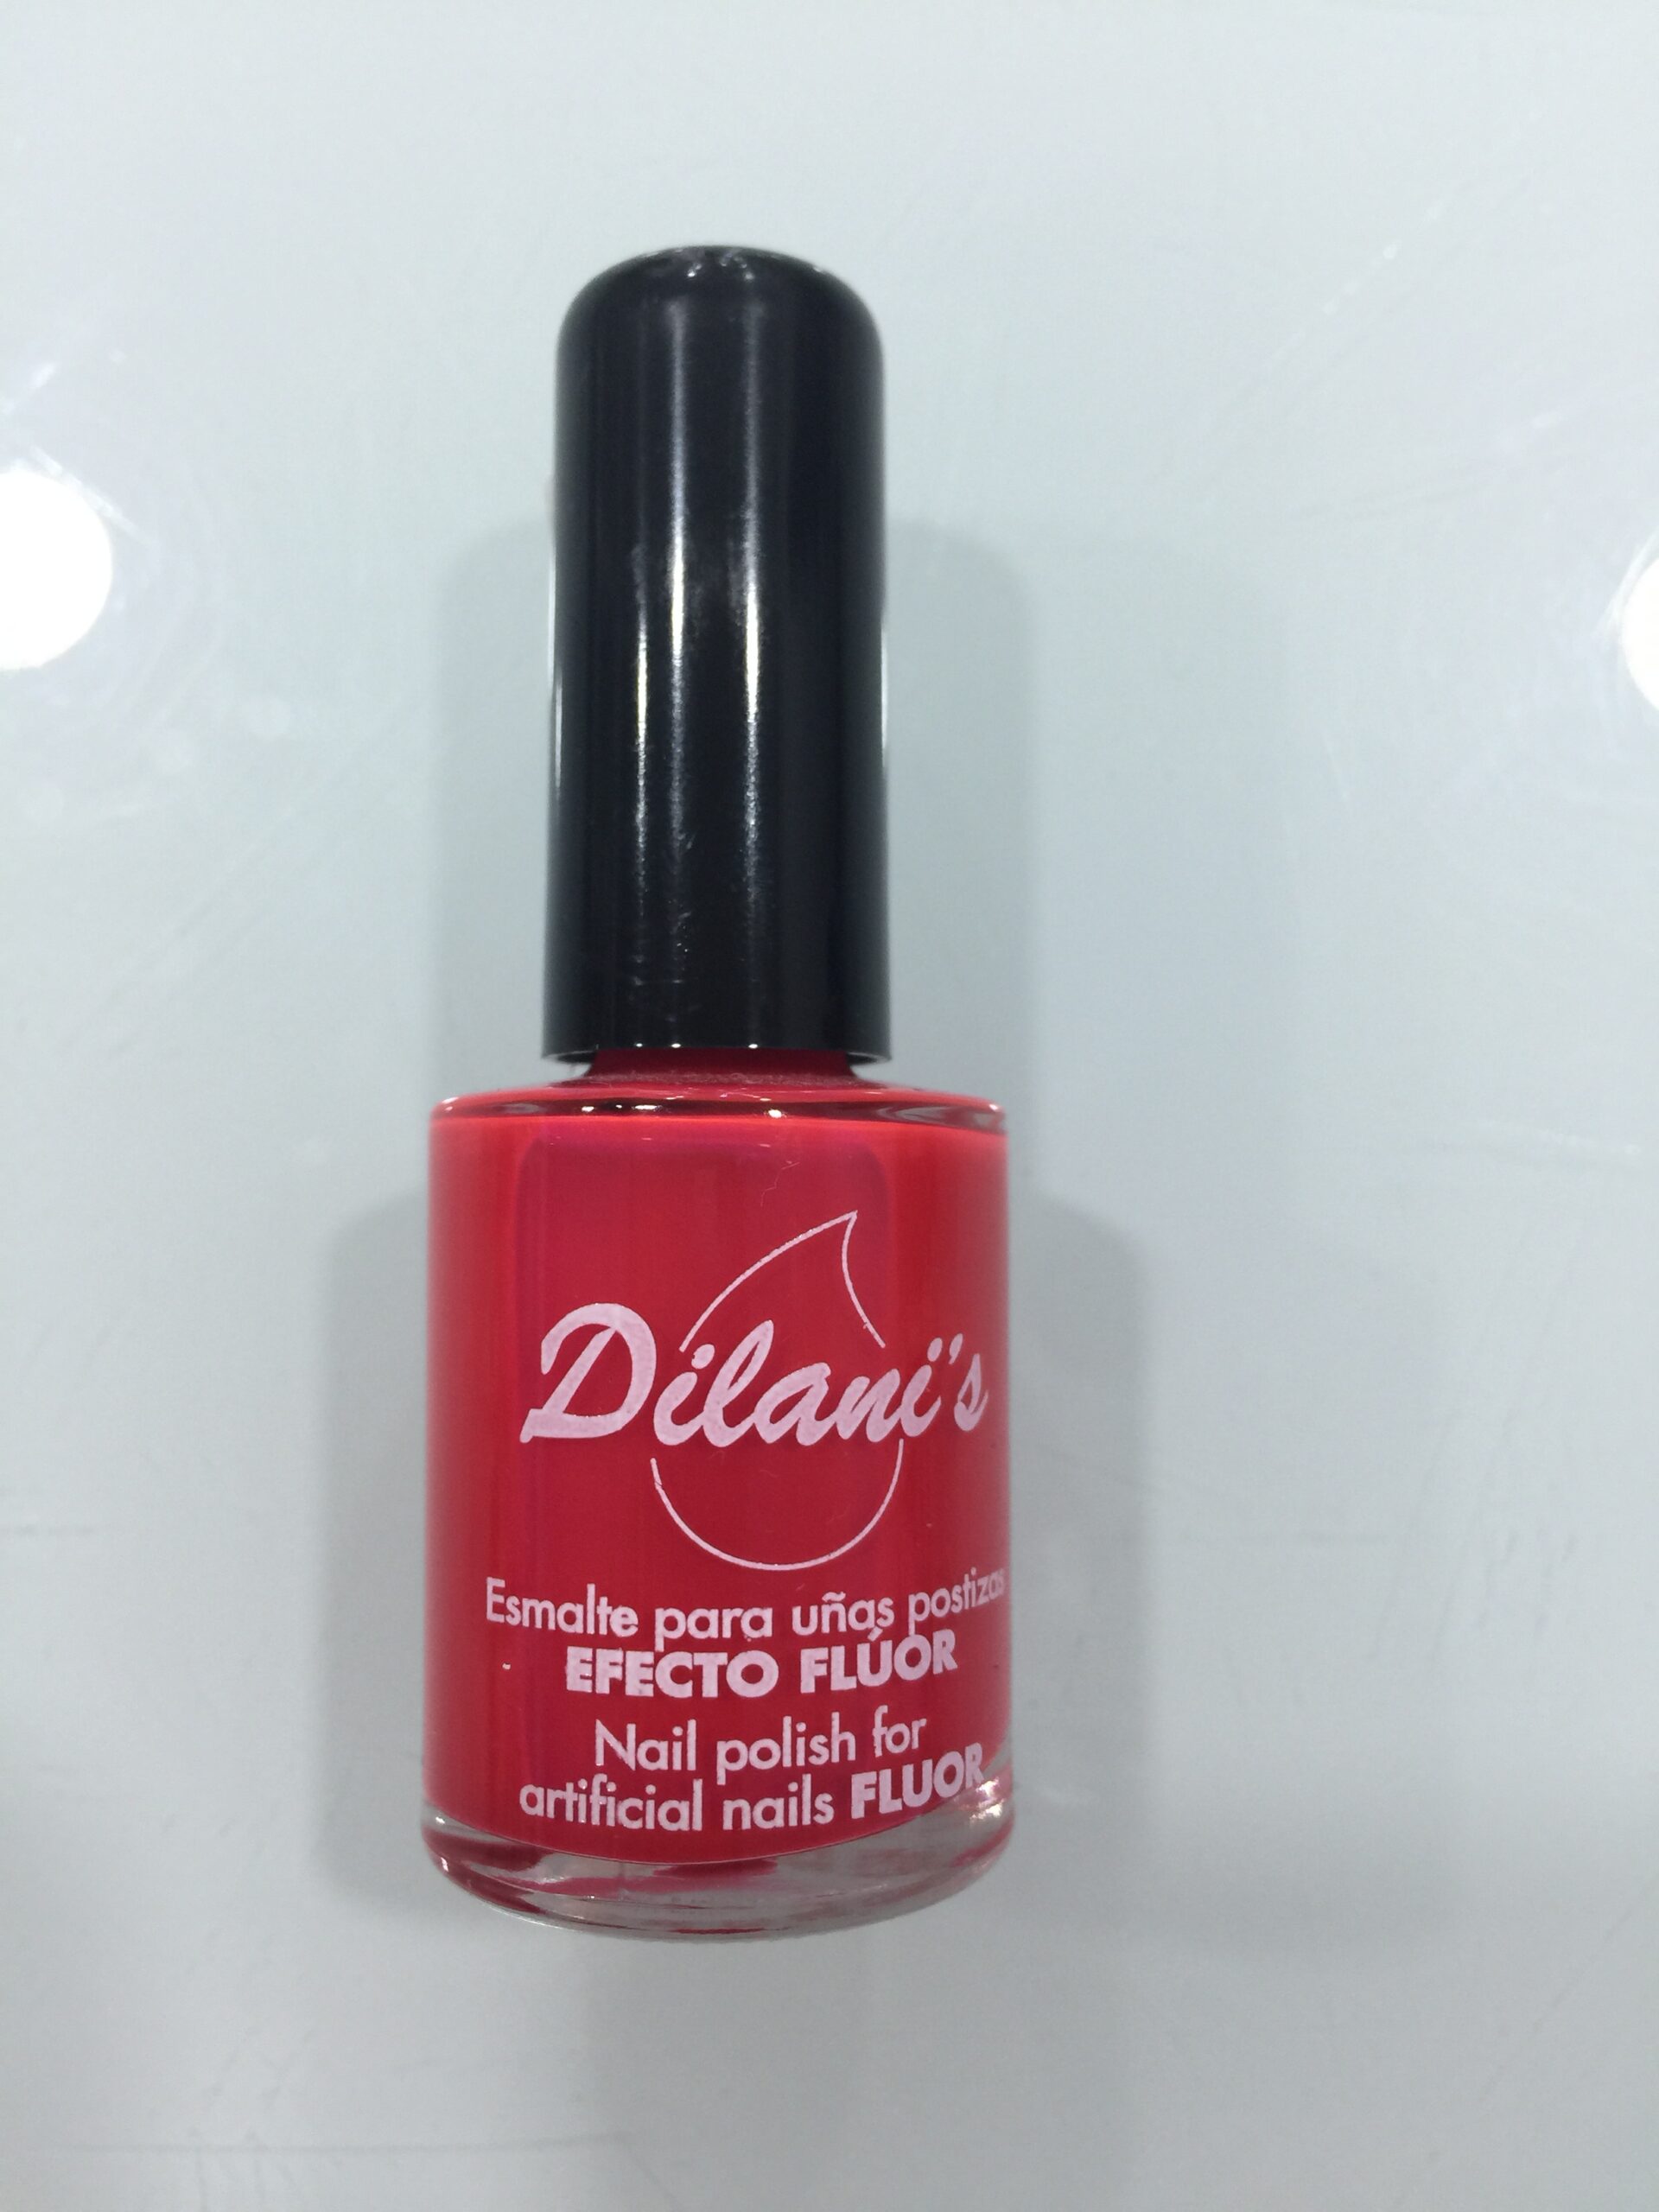 Dilani's
Esmalte para uñas postizas
EFECTO FLÚOR
Nail polish for
artificial nails FLUOR